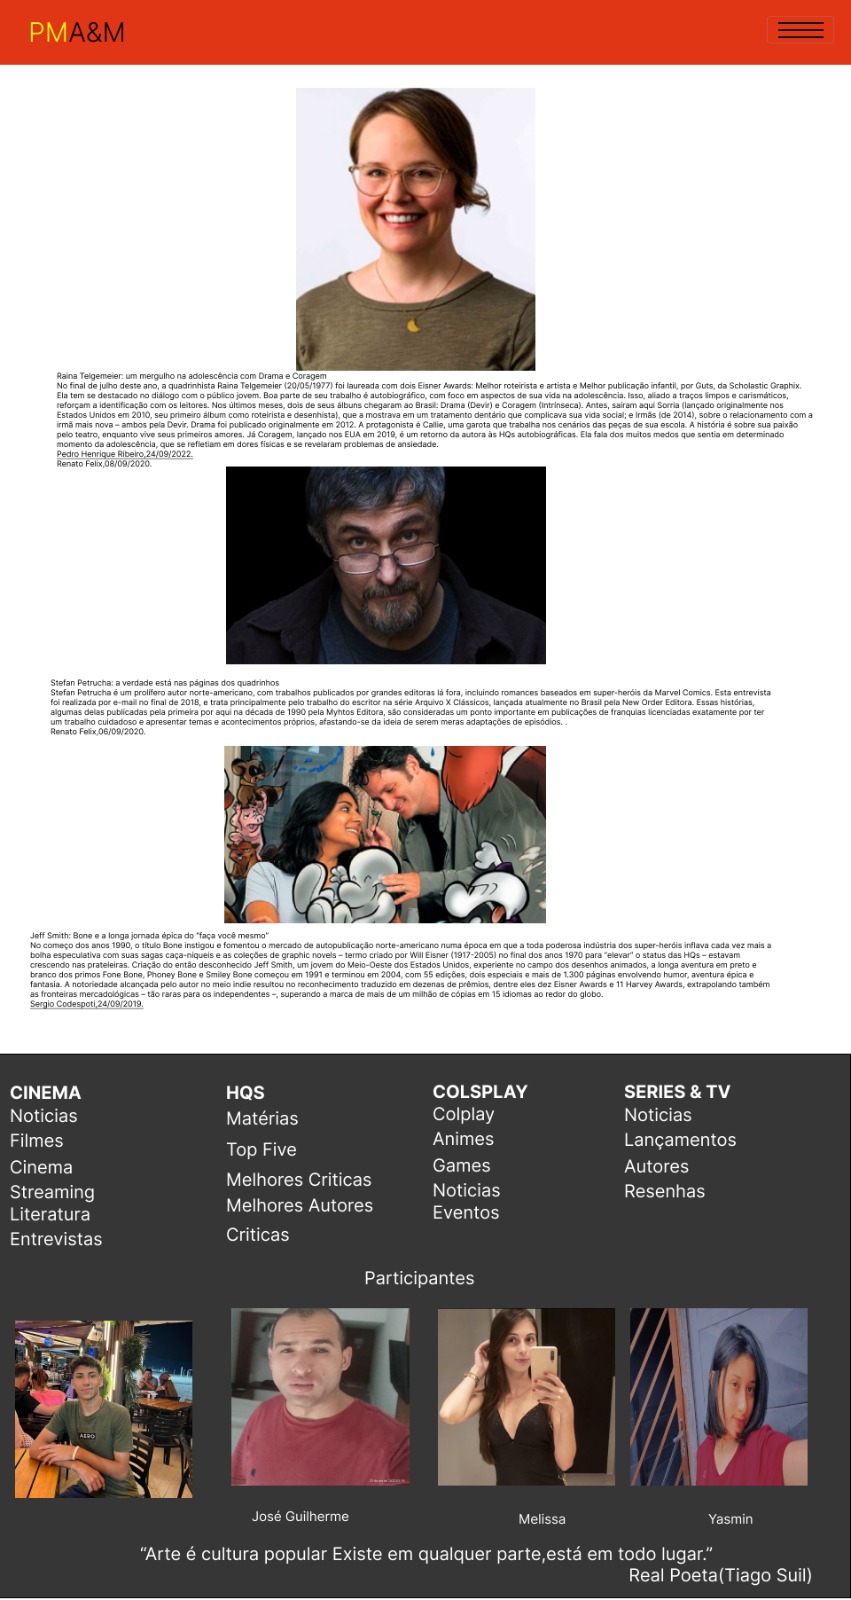 PMA&M
Raina Telgemeier: um mergulho na adolescência com Drama e Coragem
No final de julho deste ano, a quadrinhista Raina Telgemeier (20/05/1977) foi laureada com dois Eisner Awards: Melhor roteirista e artista e Melhor publicação infantil, por Guts, da Scholastic Graphix.
Ela tem se destacado no diálogo com o público jovem. Boa parte de seu trabalho é autobiográfico, com foco em aspectos de sua vida na adolescência. Isso, aliado a traços limpos e carismáticos,
reforçam a identificação com os leitores. Nos últimos meses, dois de seus álbuns chegaram ao Brasil: Drama (Devir) e Coragem (Intrínseca). Antes, saíram aqui Sorria (lançado originalmente nos
Estados Unidos em 2010, seu primeiro álbum como roteirista e desenhista), que a mostrava em um tratamento dentário que complicava sua vida social; e Irmãs (de 2014), sobre o relacionamento com a
irmã mais nova – ambos pela Devir. Drama foi publicado originalmente em 2012. A protagonista é Callie, uma garota que trabalha nos cenários das peças de sua escola. A história é sobre sua paixão
pelo teatro, enquanto vive seus primeiros amores. Já Coragem, lançado nos EUA em 2019, é um retorno da autora às HQs autobiográficas. Ela fala dos muitos medos que sentia em determinado
momento da adolescência, que se refletiam em dores físicas e se revelaram problemas de ansiedade.
Pedro Henrique Ribeiro,24/09/2022.
Renato Felix,08/09/2020.
Stefan Petrucha: a verdade está nas páginas dos quadrinhos
Stefan Petrucha é um prolífero autor norte-americano, com trabalhos publicados por grandes editoras lá fora, incluindo romances baseados em super-heróis da Marvel Comics. Esta entrevista
foi realizada por e-mail no final de 2018, e trata principalmente pelo trabalho do escritor na série Arquivo X Clássicos, lançada atualmente no Brasil pela New Order Editora. Essas histórias,
algumas delas publicadas pela primeira por aqui na década de 1990 pela Myhtos Editora, são consideradas um ponto importante em publicações de franquias licenciadas exatamente por ter
um trabalho cuidadoso e apresentar temas e acontecimentos próprios, afastando-se da ideia de serem meras adaptações de episódios. .
Renato Felix,06/09/2020.
Jeff Smith: Bone e a longa jornada épica do “faça você mesmo”
No começo dos anos 1990, o título Bone instigou e fomentou o mercado de autopublicação norte-americano numa época em que a toda poderosa indústria dos super-heróis inflava cada vez mais a
bolha especulativa com suas sagas caça-níqueis e as coleções de graphic novels – termo criado por Will Eisner (1917-2005) no final dos anos 1970 para “elevar” o status das HQs – estavam
crescendo nas prateleiras. Criação do então desconhecido Jeff Smith, um jovem do Meio-Oeste dos Estados Unidos, experiente no campo dos desenhos animados, a longa aventura em preto e
branco dos primos Fone Bone, Phoney Bone e Smiley Bone começou em 1991 e terminou em 2004, com 55 edições, dois especiais e mais de 1.300 páginas envolvendo humor, aventura épica e
fantasia. A notoriedade alcançada pelo autor no meio indie resultou no reconhecimento traduzido em dezenas de prêmios, dentre eles dez Eisner Awards e 11 Harvey Awards, extrapolando também
as fronteiras mercadológicas – tão raras para os independentes –, superando a marca de mais de um milhão de cópias em 15 idiomas ao redor do globo.
Sergio Codespoti,24/09/2019.
CINEMA
Noticias
Filmes
Cinema
Streaming
Literatura
Entrevistas
HQS
Matérias
Top Five
Melhores Criticas
Melhores Autores
Criticas
COLSPLAY
Colplay
Animes
Games
Noticias
Eventos
SERIES & TV
Noticias
Lançamentos
Autores
Resenhas
Participantes
AERO
José Guilherme
Melissa
Yasmin
“Arte é cultura popular Existe em qualquer parte,está em todo lugar.”
Real Poeta(Tiago Suil)